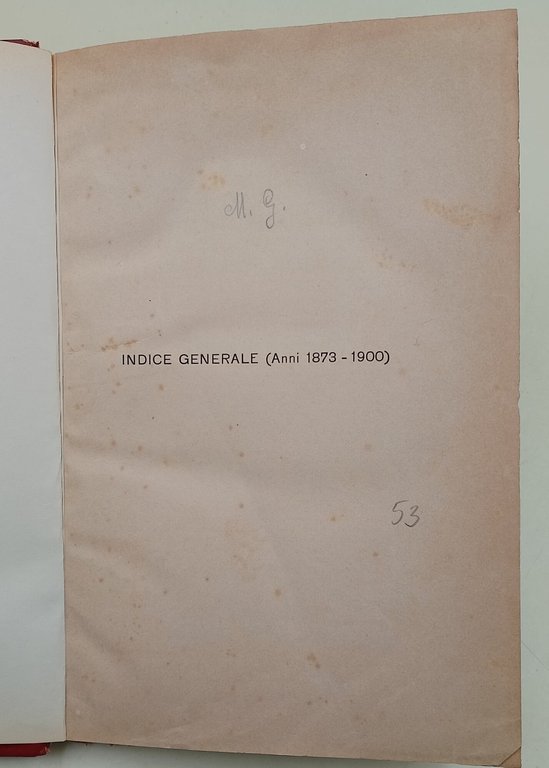 M. G.
INDICE GENERALE (Anni 1873 - 1900)
53